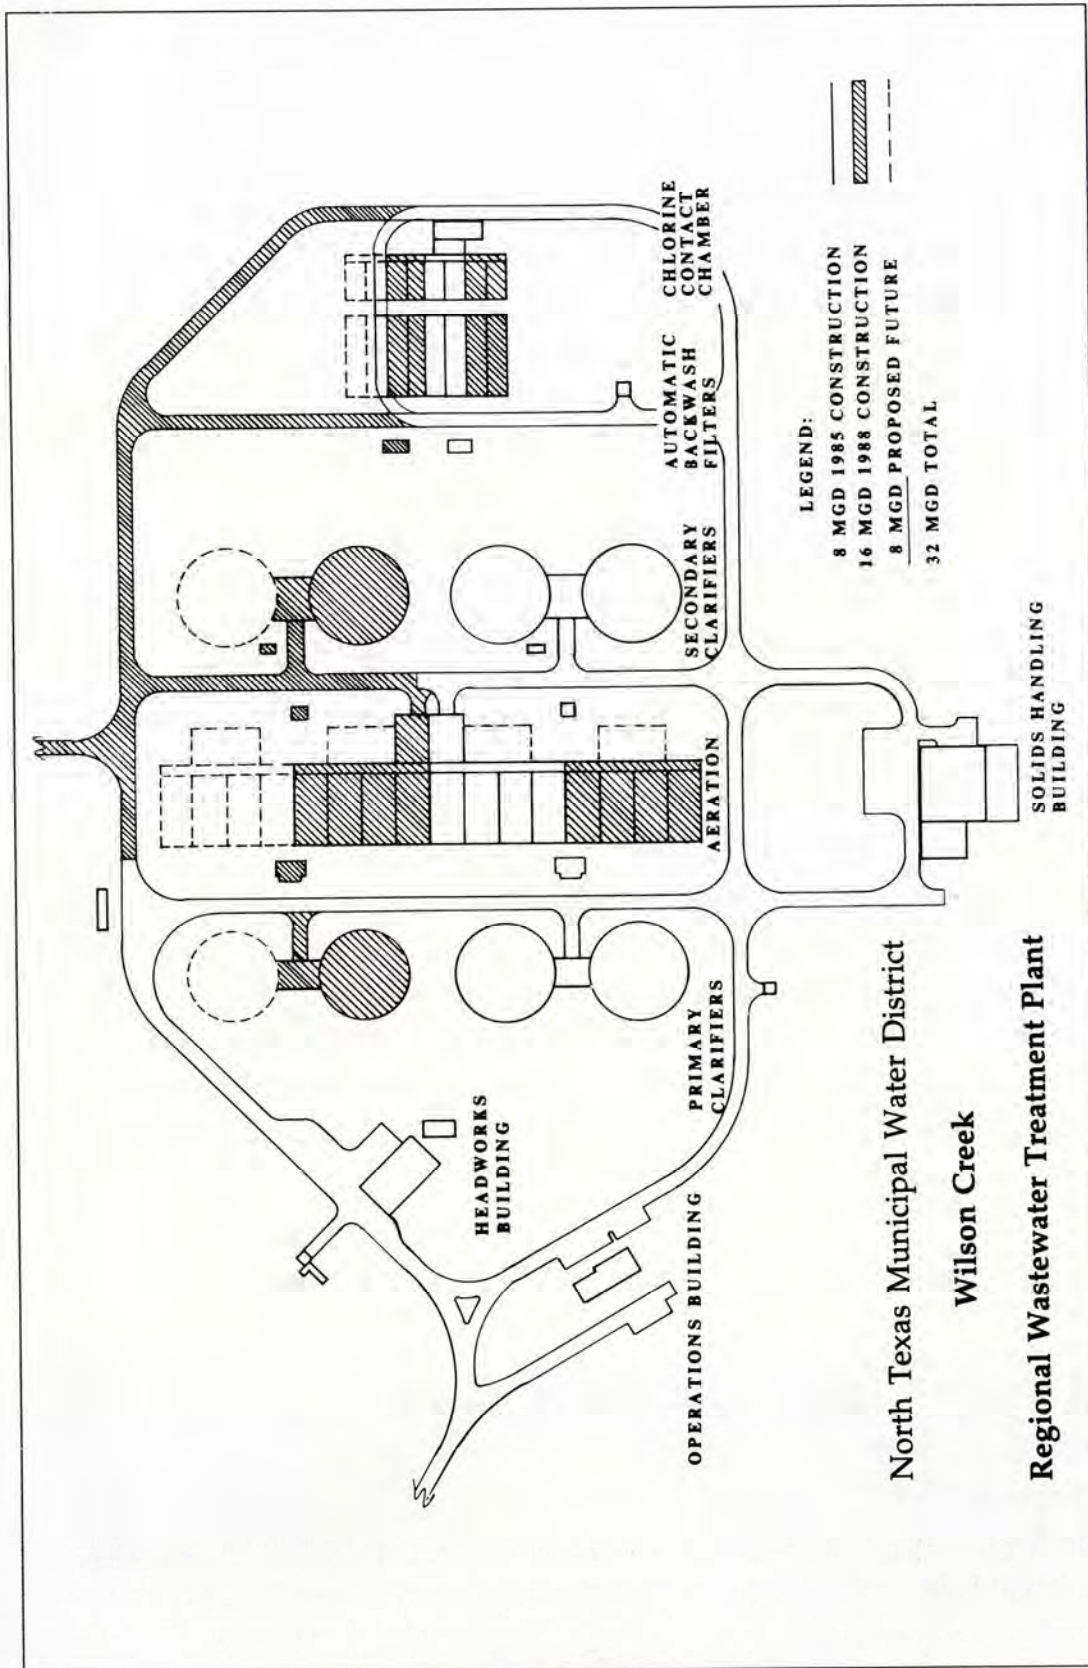 HEADWORKS
BUILDING
OPERATIONS BUILDING
PRIMARY
CLARIFIERS
AERATION
SECONDARY
CLARIFIERS
AUTOMATIC
BACKWASH
FILTERS
CHLORINE
CONTACT
CHAMBER
SOLIDS HANDLING
BUILDING
LEGEND:
8 MGD 1985 CONSTRUCTION
16 MGD 1988 CONSTRUCTION
8 MGD PROPOSED FUTURE
32 MGD TOTAL
North Texas Municipal Water District
Wilson Creek
Regional Wastewater Treatment Plant